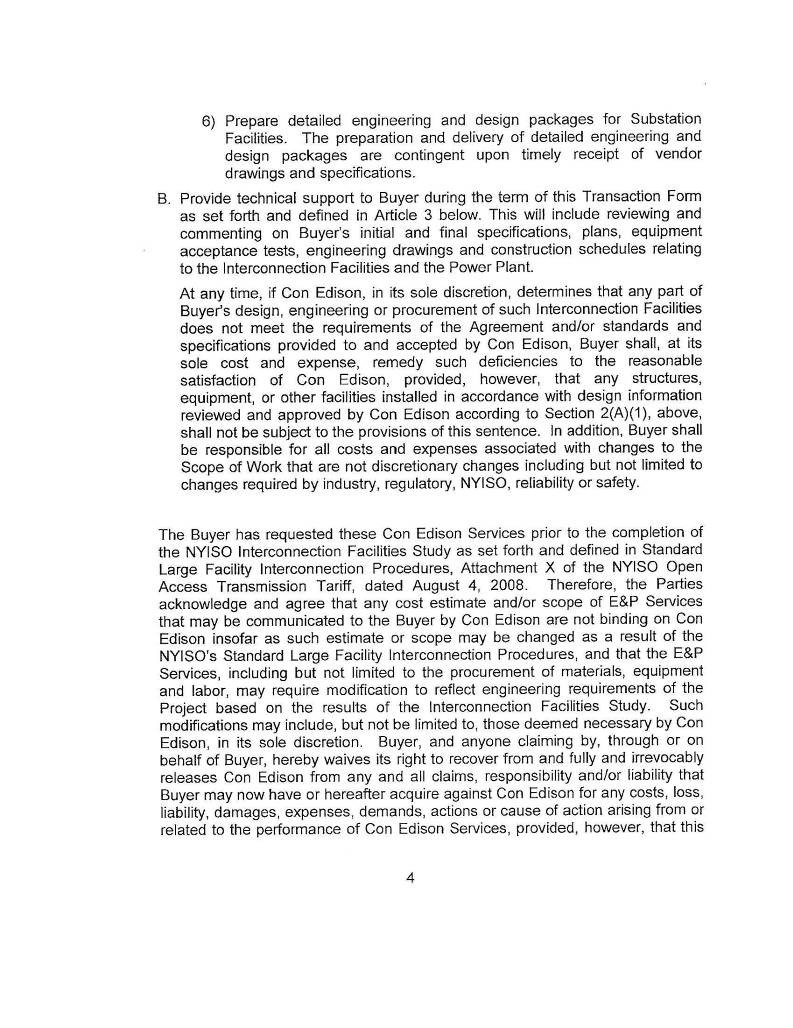 6) Prepare detailed engineering and design packages for Substation
Facilities. The preparation and delivery of detailed engineering and
design packages are contingent upon timely receipt of vendor
drawings and specifications.
B. Provide technical support to Buyer during the term of this Transaction Form
as set forth and defined in Article 3 below. This will include reviewing and
commenting on Buyer's initial and final specifications, plans, equipment
acceptance tests, engineering drawings and construction schedules relating
to the Interconnection Facilities and the Power Plant.
At any time, if Con Edison, in its sole discretion, determines that any part of
Buyer's design, engineering or procurement of such Interconnection Facilities
does not meet the requirements of the Agreement and/or standards and
specifications provided to and accepted by Con Edison, Buyer shall, at its
sole cost and expense, remedy such deficiencies to the reasonable
satisfaction of Con Edison, provided, however, that any structures,
equipment, or other facilities installed in accordance with design information
reviewed and approved by Con Edison according to Section 2(A)(1), above,
shall not be subject to the provisions of this sentence. In addition, Buyer shall
be responsible for all costs and expenses associated with changes to the
Scope of Work that are not discretionary changes including but not limited to
changes required by industry, regulatory, NYISO, reliability or safety.
The Buyer has requested these Con Edison Services prior to the completion of
the NYISO Interconnection Facilities Study as set forth and defined in Standard
Large Facility Interconnection Procedures, Attachment X of the NYISO Open
Access Transmission Tariff, dated August 4, 2008. Therefore, the Parties
acknowledge and agree that any cost estimate and/or scope of E&P Services
that may be communicated to the Buyer by Con Edison are not binding on Con
Edison insofar as such estimate or scope may be changed as a result of the
NYISO's Standard Large Facility Interconnection Procedures, and that the E&P
Services, including but not limited to the procurement of materials, equipment
and labor, may require modification to reflect engineering requirements of the
Project based on the results of the Interconnection Facilities Study. Such
modifications may include, but not be limited to, those deemed necessary by Con
Edison, in its sole discretion. Buyer, and anyone claiming by, through or on
behalf of Buyer, hereby waives its right to recover from and fully and irrevocably
releases Con Edison from any and all claims, responsibility and/or liability that
Buyer may now have or hereafter acquire against Con Edison for any costs, loss,
liability, damages, expenses, demands, actions or cause of action arising from or
related to the performance of Con Edison Services, provided, however, that this
4